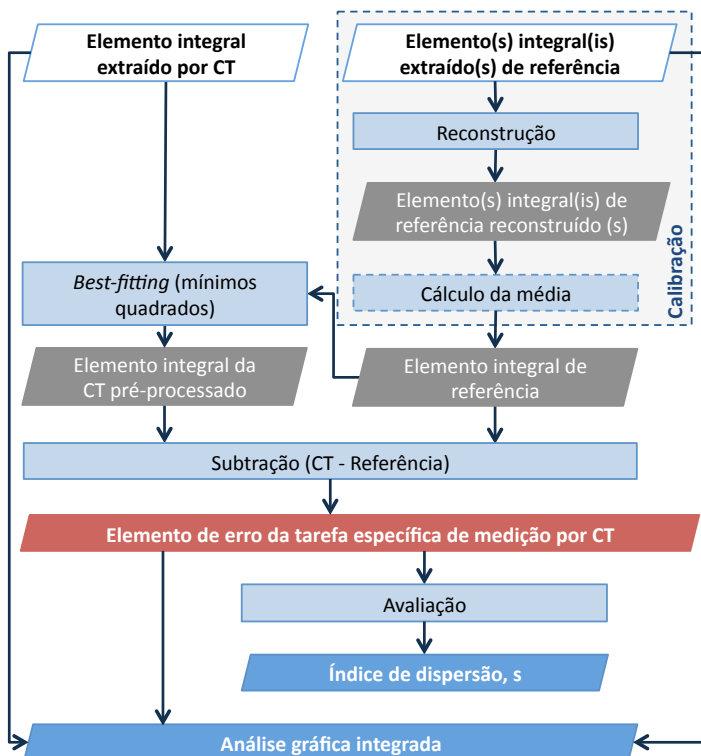 Elemento integral
extraído por CT
Elemento(s) integral(is)
extraído(s) de referência
Reconstrução
Elemento(s) integral(is) de
referência reconstruído (s)
Calibração
Best-fitting (mínimos
quadrados)
Cálculo da média
Elemento integral da
CT pré-processado
Elemento integral de
referência
Subtração (CT - Referência)
Elemento de erro da tarefa específica de medição por CT
Avaliação
Índice de dispersão, s
Análise gráfica integrada